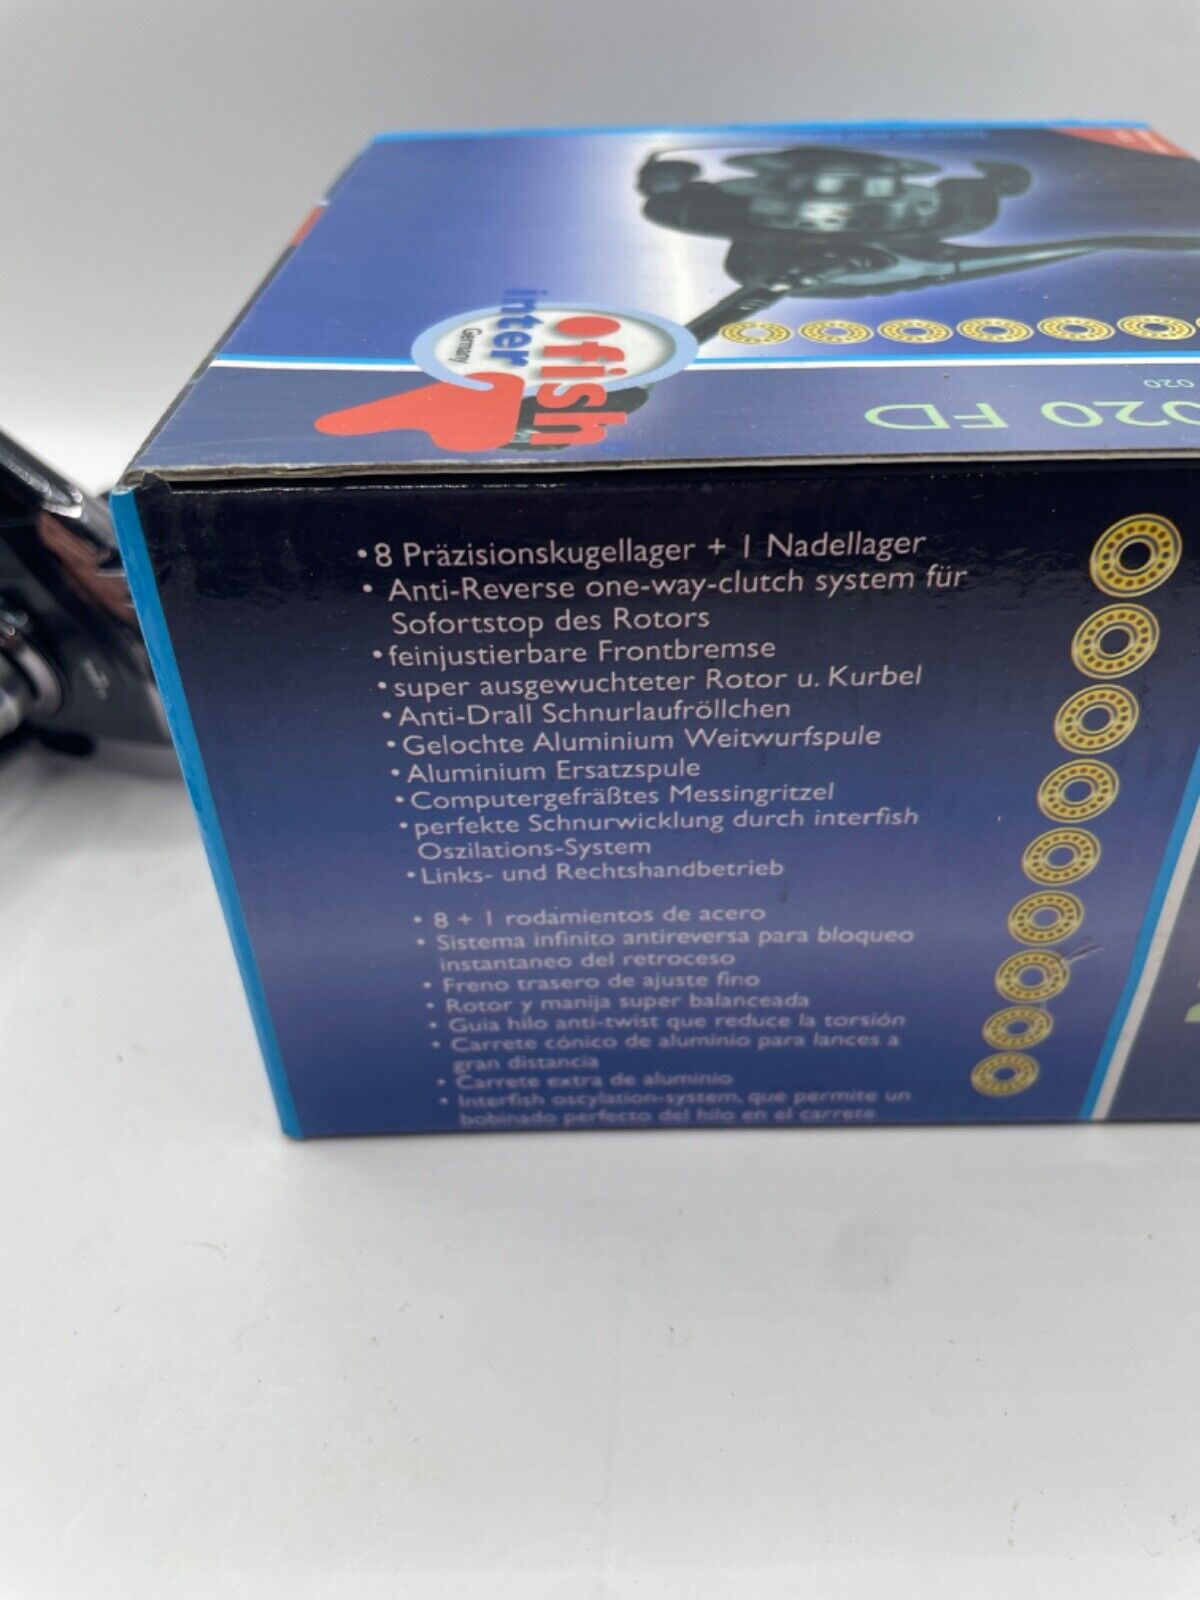 inter
fish
Germany
020
020 FD
•8 Präzisionskugellager + 1 Nadellager
• Anti-Reverse one-way-clutch system für
Sofortstop des Rotors
•feinjustierbare Frontbremse
•super ausgewuchteter Rotor u. Kurbel
•Anti-Drall Schnurlaufröllchen
•Gelochte Aluminium Weitwurfspule
•Aluminium Ersatzspule
•Computergefräßtes Messingritzel
•perfekte Schnurwicklung durch interfish
Oszilations-System
•Links- und Rechtshandbetrieb
• 8 + 1 rodamientos de acero
• Sistema infinito antireversa para bloqueo
instantaneo del retroceso
• Freno trasero de ajuste fino
• Rotor y manija super balanceada
• Guia hilo anti-twist que reduce la torsión
• Carrete cónico de aluminio para lances a
gran distancia
• Carrete extra de aluminio
• Interfish oscylation-system, que permite un
bobinado perfecto del hilo en el carrete